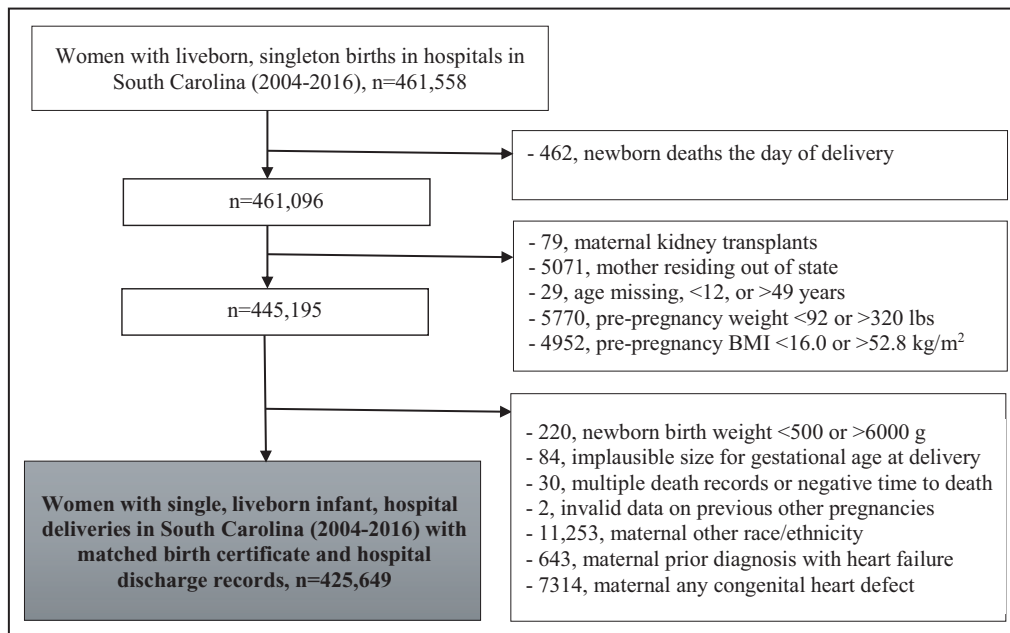 Women with liveborn, singleton births in hospitals in
South Carolina (2004-2016), n=461,558
- 462, newborn deaths the day of delivery
n=461,096
- 79, maternal kidney transplants
- 5071, mother residing out of state
- 29, age missing, <12, or >49 years
- 5770, pre-pregnancy weight <92 or >320 lbs
- 4952, pre-pregnancy BMI <16.0 or >52.8 kg/m²
n=445,195
- 220, newborn birth weight <500 or >6000 g
- 84, implausible size for gestational age at delivery
- 30, multiple death records or negative time to death
- 2, invalid data on previous other pregnancies
- 11,253, maternal other race/ethnicity
- 643, maternal prior diagnosis with heart failure
- 7314, maternal any congenital heart defect
Women with single, liveborn infant, hospital
deliveries in South Carolina (2004-2016) with
matched birth certificate and hospital
discharge records, n=425,649